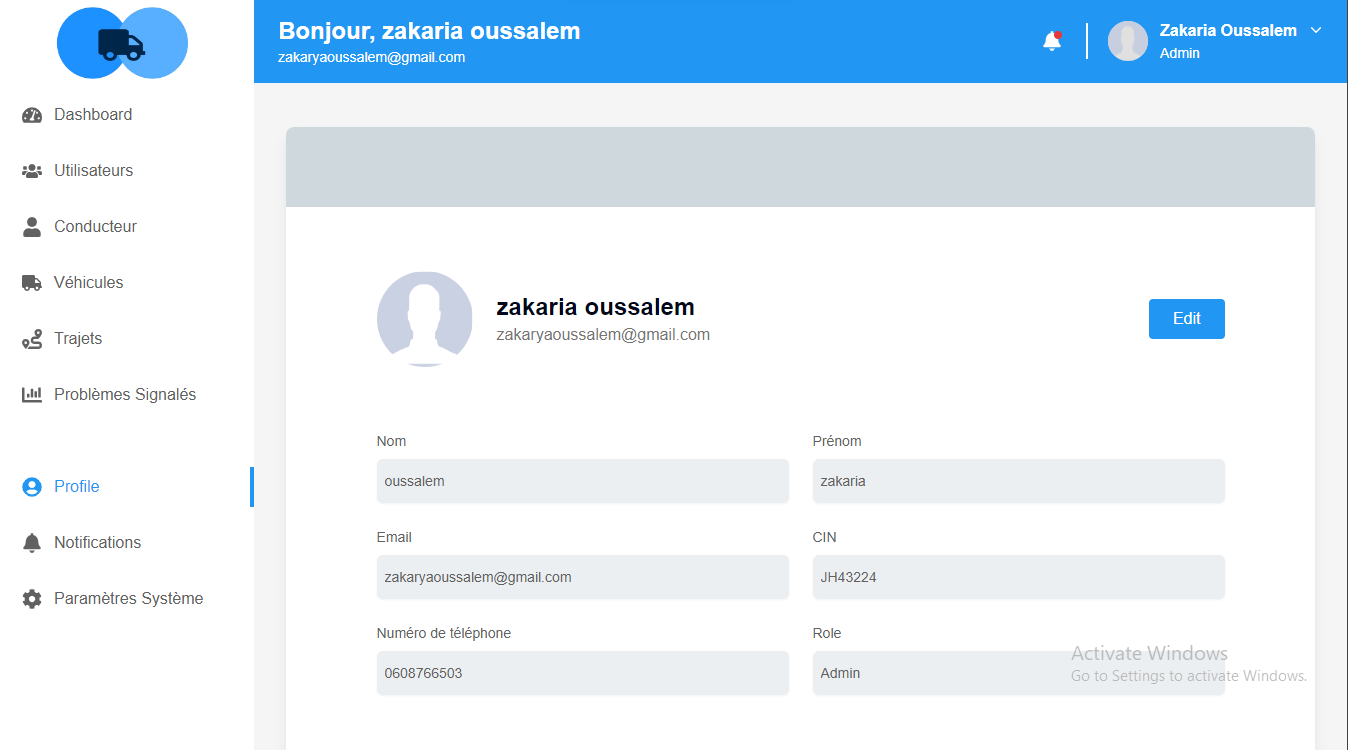 Bonjour, zakaria oussalem
zakaryaoussalem@gmail.com
Zakaria Oussalem
Admin
Dashboard
Utilisateurs
Conducteur
Véhicules
Trajets
Problèmes Signalés
Profile
Notifications
Paramètres Système
zakaria oussalem
zakaryaoussalem@gmail.com
Edit
Nom
oussalem
Prénom
zakaria
Email
zakaryaoussalem@gmail.com
CIN
JH43224
Numéro de téléphone
0608766503
Role
Admin
Activate Windows
Go to Settings to activate Windows.